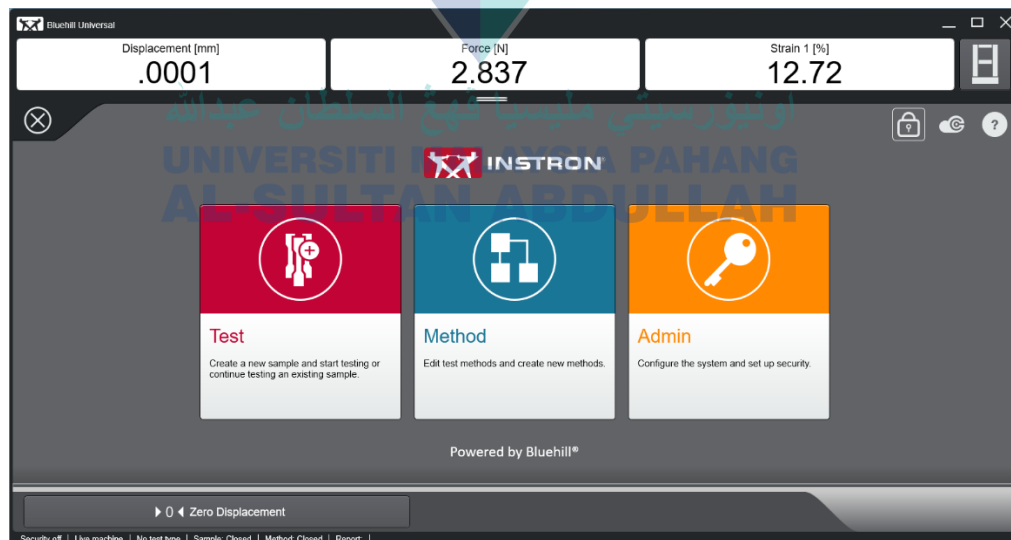 Bluehill Universal
Displacement [mm]
.0001
Force [N]
2.837
Strain 1 [%]
12.72
اونيۏرسيتي مليسيا قهڠ السلطان عبدالله
UNIVERSITI MALAYSIA PAHANG
AL-SULTAN ABDULLAH
INSTRON
Test
Create a new sample and start testing or
continue testing an existing sample.
Method
Edit test methods and create new methods.
Admin
Configure the system and set up security.
Powered by Bluehill®
0 Zero Displacement
Security off | Live machine | No test type | Sample: Closed | Method: Closed | Report: |